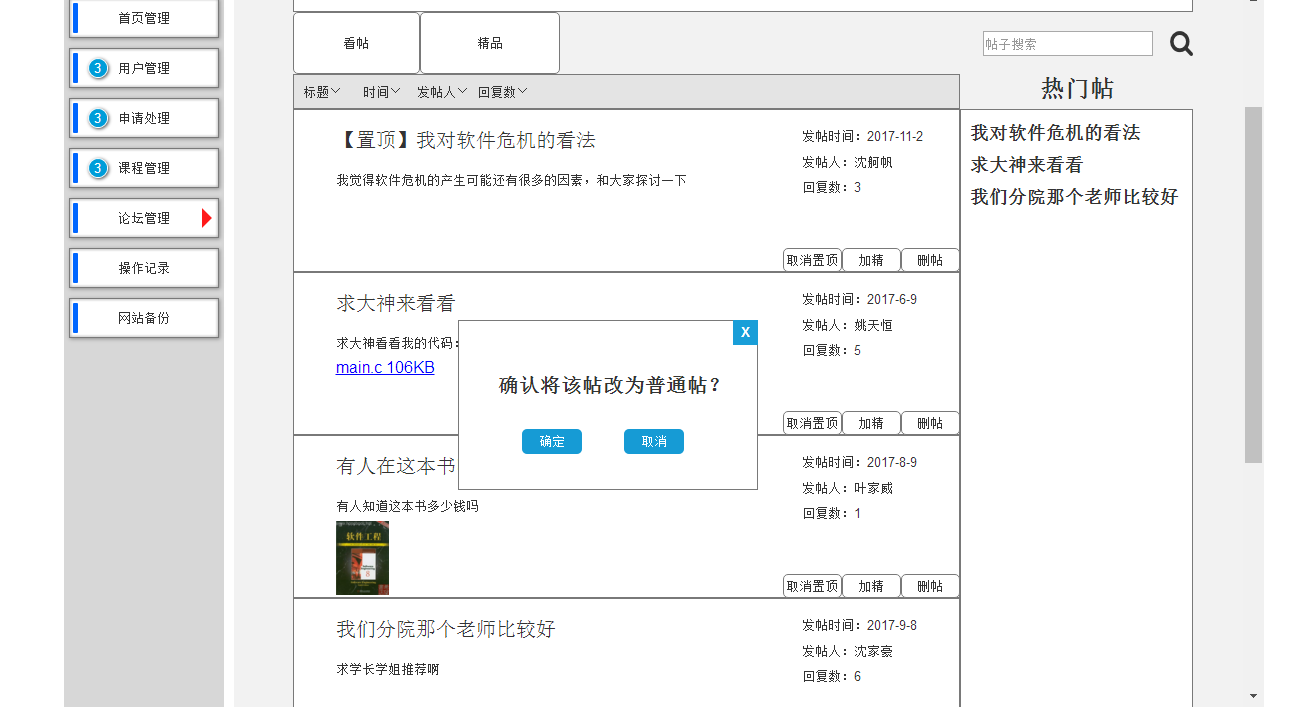 首页管理
3 用户管理
3 申请处理
3 课程管理
论坛管理
操作记录
网站备份
看帖
精品
帖子搜索
标题 时间 发帖人 回复数
热门帖
我对软件危机的看法
求大神来看看
我们分院那个老师比较好
【置顶】我对软件危机的看法
我觉得软件危机的产生可能还有很多的因素，和大家探讨一下
发帖时间：2017-11-2
发帖人：沈舸帆
回复数：3
取消置顶 加精 删帖
求大神来看看
求大神看看我的代码：
main.c 106KB
发帖时间：2017-6-9
发帖人：姚天恒
回复数：5
取消置顶 加精 删帖
X
确认将该帖改为普通帖？
确定 取消
有人在这本书
有人知道这本书多少钱吗
软件工程
8
发帖时间：2017-8-9
发帖人：叶家威
回复数：1
取消置顶 加精 删帖
我们分院那个老师比较好
求学长学姐推荐啊
发帖时间：2017-9-8
发帖人：沈家豪
回复数：6